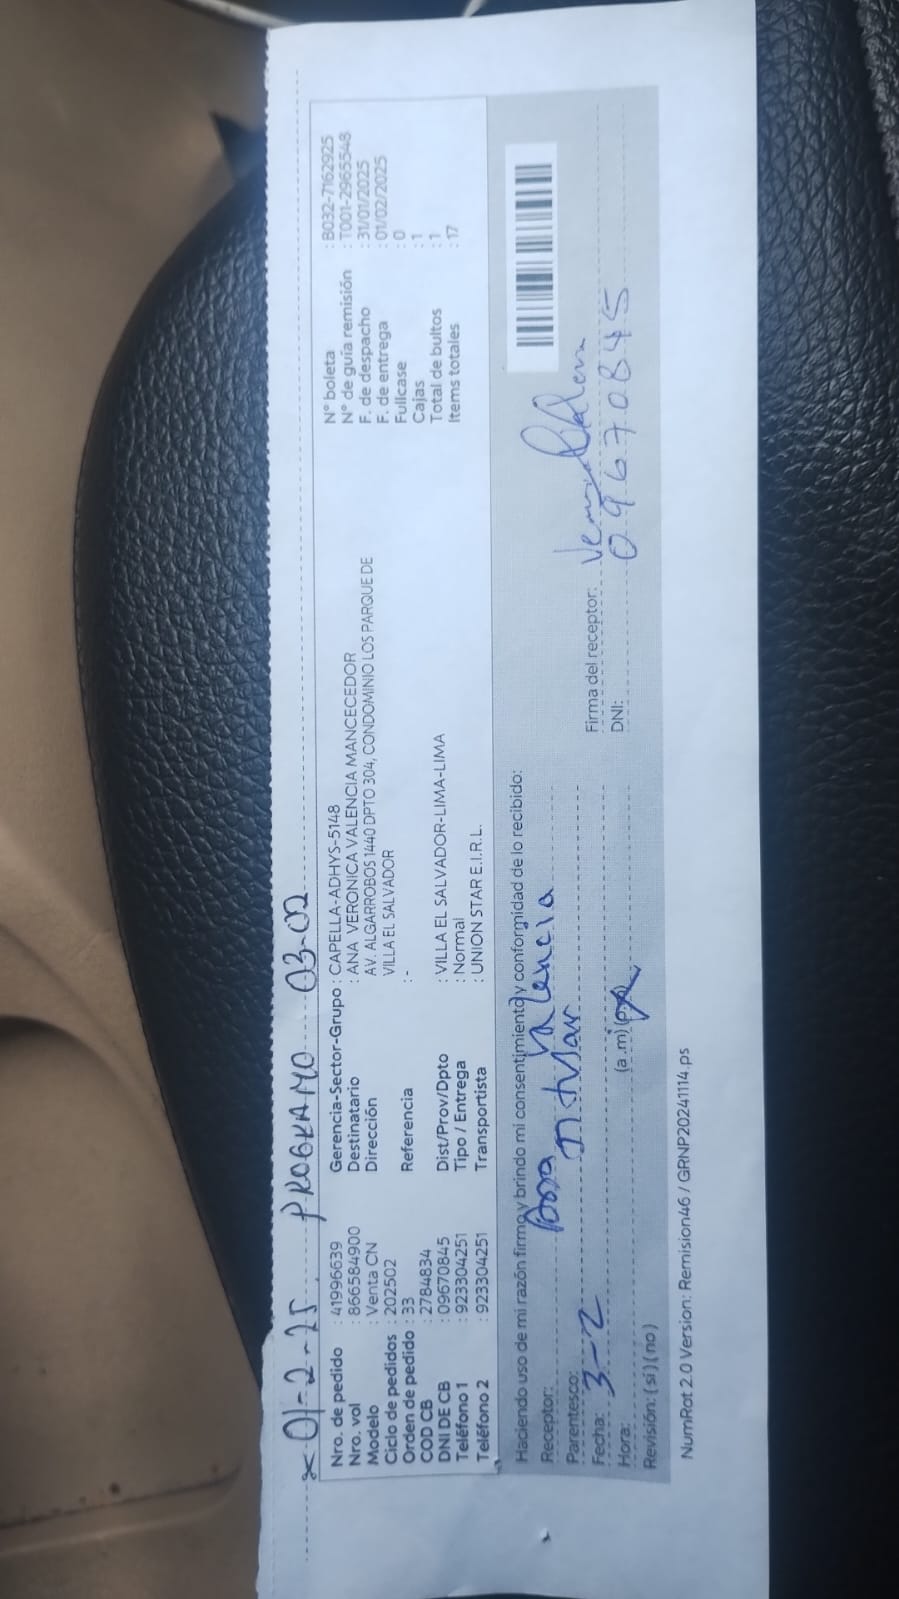 01-2-25 PROGRAMO 03-02
Nro. de pedido : 41996639
Nro. vol : 866584900
Modelo : Venta CN
Ciclo de pedidos : 202502
Orden de pedido : 33
COD CB : 2784834
DNI DE CB : 09670845
Teléfono 1 : 923304251
Teléfono 2 : 923304251
Gerencia-Sector-Grupo : CAPELLA-ADHYS-5148
Destinatario : ANA VERONICA VALENCIA MANCECEDOR
Dirección : AV. ALGARROBOS 1440 DPTO 304, CONDOMINIO LOS PARQUE DE
VILLA EL SALVADOR
Referencia : -
Dist/Prov/Dpto : VILLA EL SALVADOR-LIMA-LIMA
Tipo / Entrega : Normal
Transportista : UNION STAR E.I.R.L.
N° boleta : B032-7162925
N° de guía remisión : T001-2965548
F. de despacho : 31/01/2025
F. de entrega : 01/02/2025
Fullcase : 0
Cajas : 1
Total de bultos : 1
Items totales : 17
Haciendo uso de mi razón firmo y brindo mi consentimiento y conformidad de lo recibido:
Receptor: Valencia
Parentesco: titular
Fecha: 3-2
Hora: (a.m)
Revisión: (si) (no)
Firma del receptor:
DNI: 09670845
NumRot 2.0 Version: Remision46 / GRNP20241114.ps